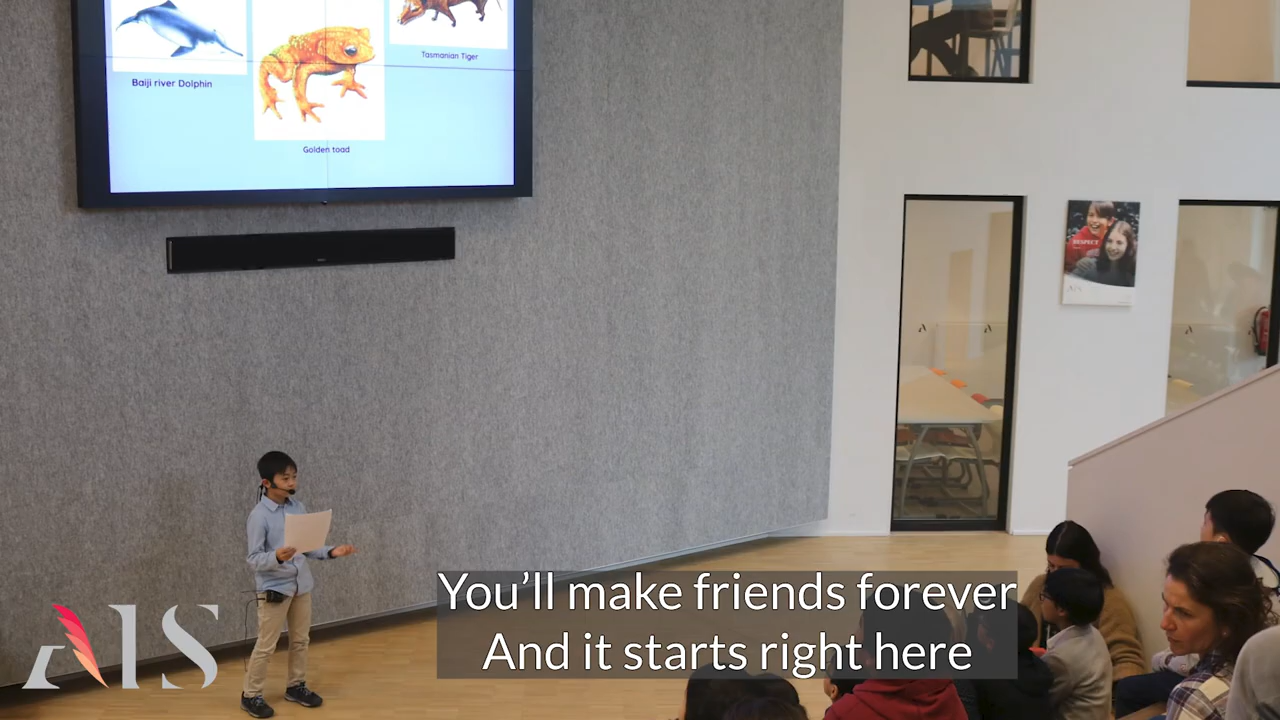 Tasmanian Tiger
Baiji river Dolphin
Golden toad
RESPECT
AIS
You’ll make friends forever
And it starts right here
AIS